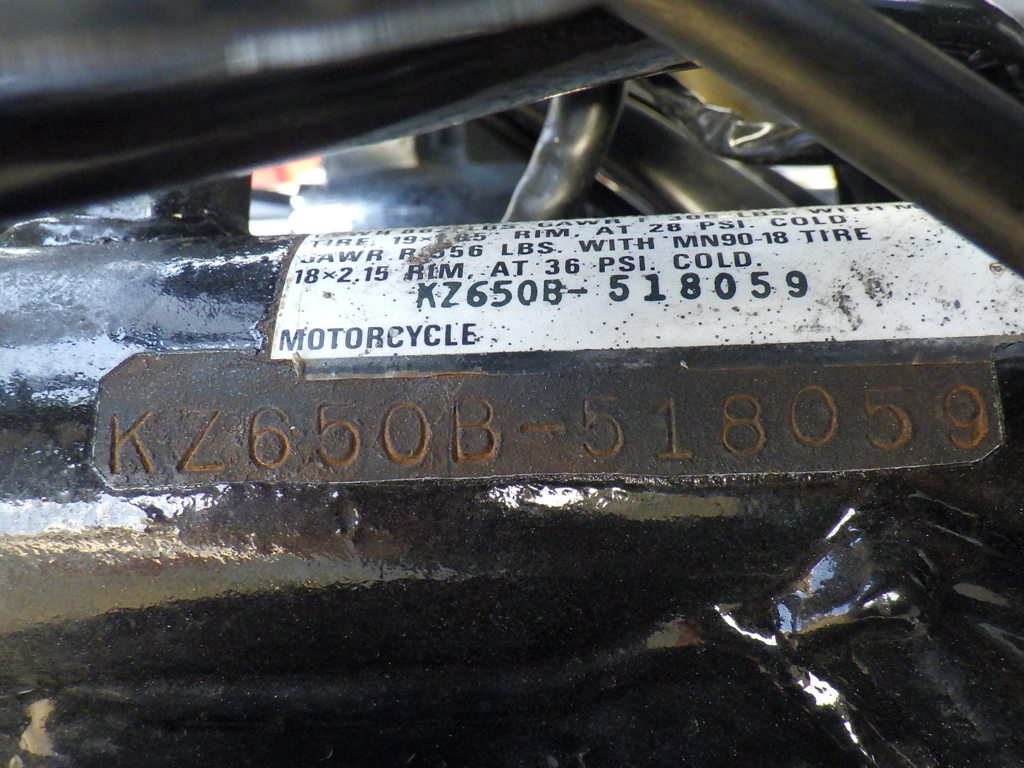 TIRE, 19× RIM, AT 28 PSI. COLD.
GAWR R 556 LBS. WITH MN90-18 TIRE
18×2.15 RIM, AT 36 PSI. COLD.
KZ650B-518059
MOTORCYCLE
KZ650B-518059